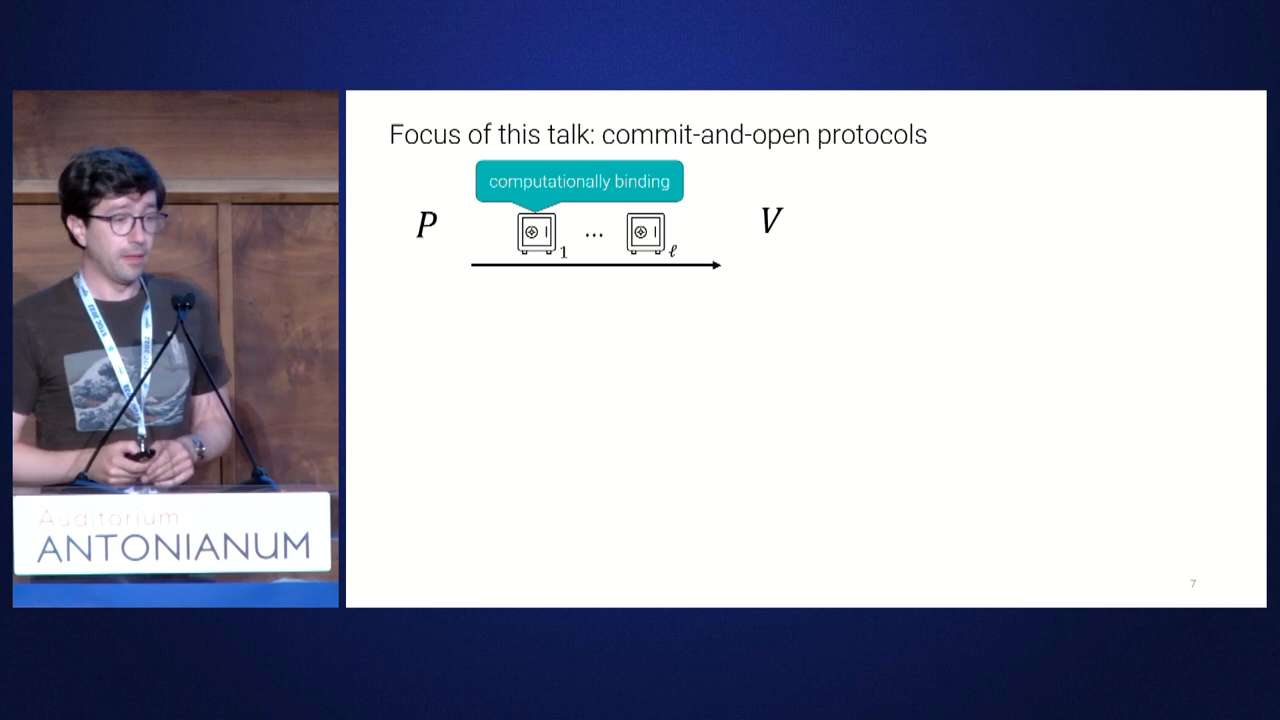 Focus of this talk: commit-and-open protocols
computationally binding
P
V
...
1
ℓ
Auditorium
ANTONIANUM
7